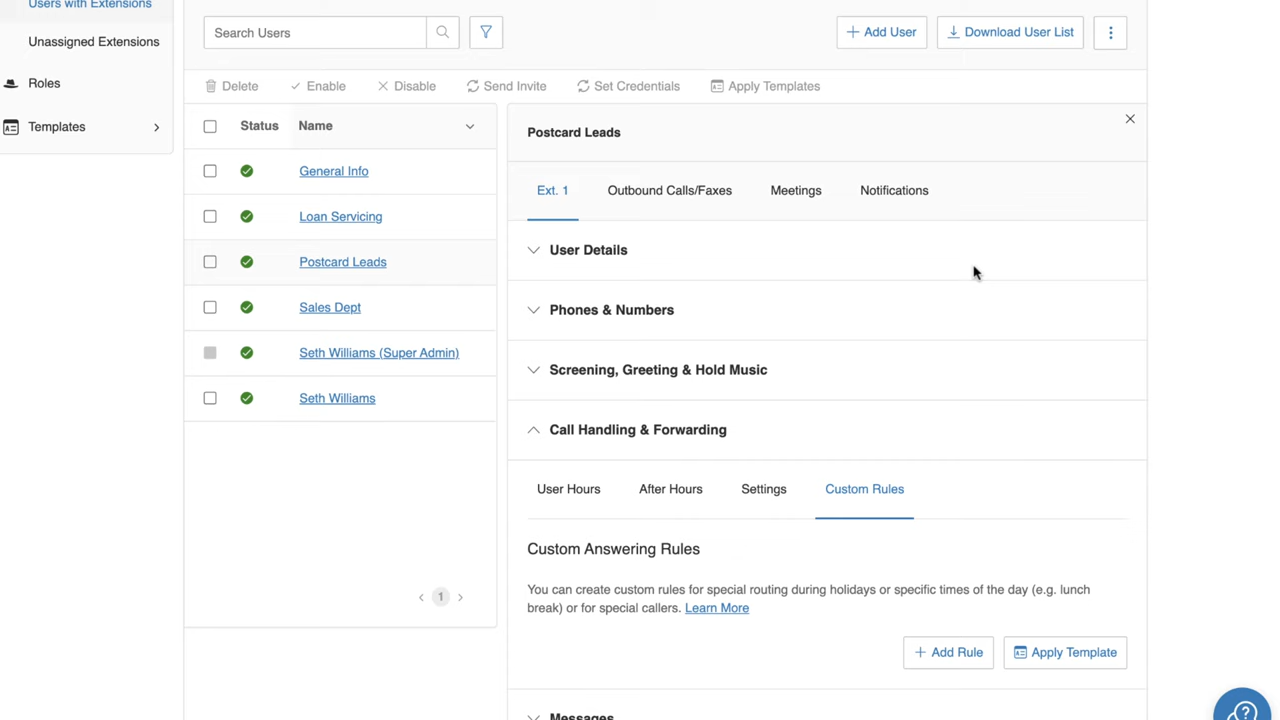 Users with Extensions
Unassigned Extensions
Roles
Templates
Search Users
Add User
Download User List
Delete
Enable
Disable
Send Invite
Set Credentials
Apply Templates
Status
Name
General Info
Loan Servicing
Postcard Leads
Sales Dept
Seth Williams (Super Admin)
Seth Williams
1
Postcard Leads
Ext. 1
Outbound Calls/Faxes
Meetings
Notifications
User Details
Phones & Numbers
Screening, Greeting & Hold Music
Call Handling & Forwarding
User Hours
After Hours
Settings
Custom Rules
Custom Answering Rules
You can create custom rules for special routing during holidays or specific times of the day (e.g. lunch
break) or for special callers. Learn More
Add Rule
Apply Template
Messages